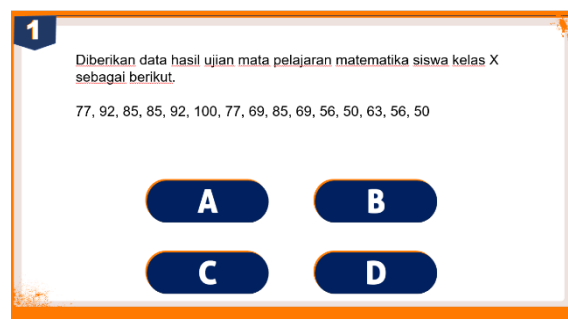 1
Diberikan data hasil ujian mata pelajaran matematika siswa kelas X
sebagai berikut.
77, 92, 85, 85, 92, 100, 77, 69, 85, 69, 56, 50, 63, 56, 50
A
B
C
D